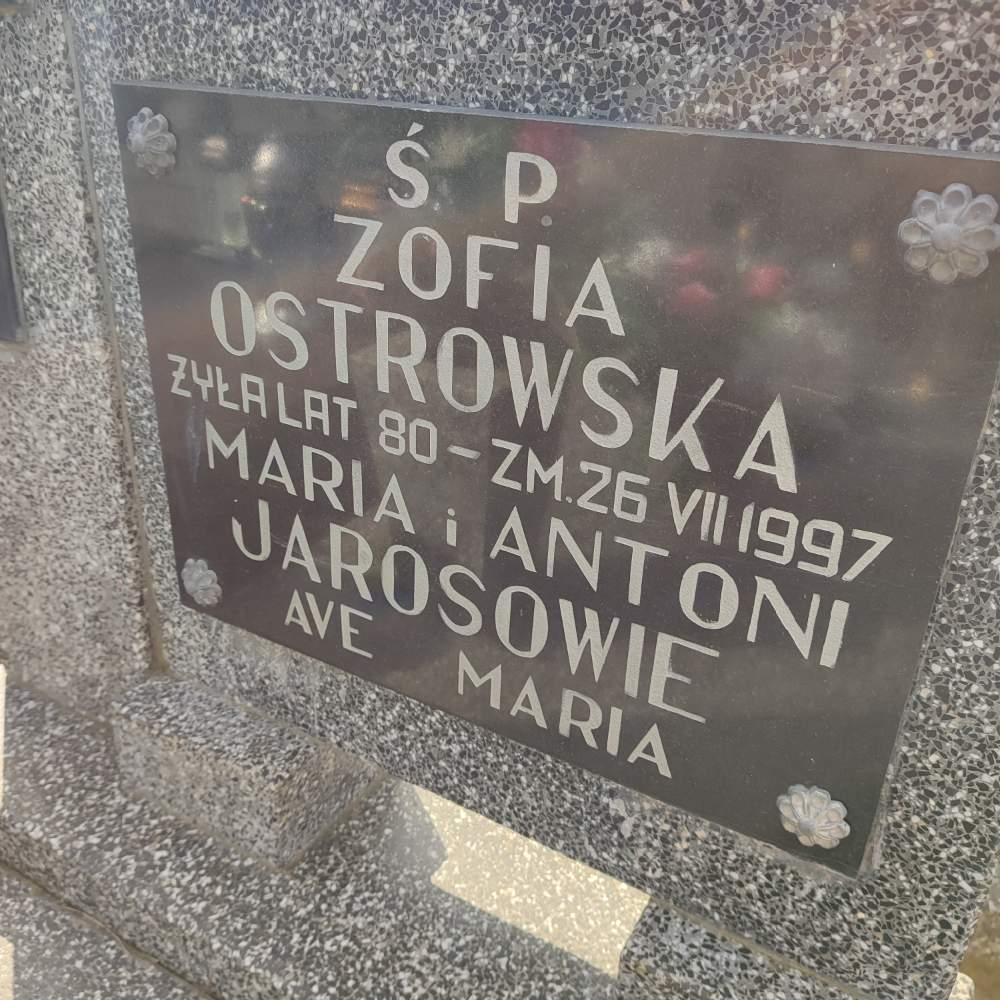 Ś P.
ZOFIA
OSTROWSKA
ŻYŁA LAT 80 – ZM. 26 VII 1997
MARIA i ANTONI
JAROSOWIE
AVE MARIA